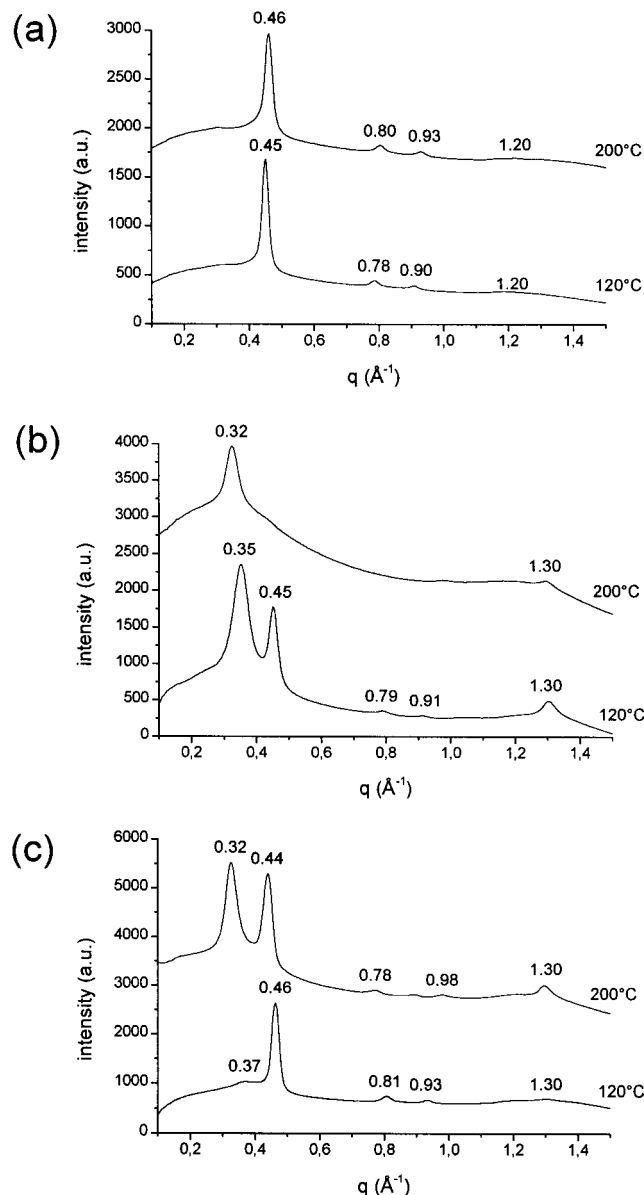 (a)
0.46
3000
2500
2000
0.80 0.93 1.20
200°C
0.45
1500
1000
500
0
0.78 0.90 1.20
120°C
intensity (a.u.)
0,2 0,4 0,6 0,8 1,0 1,2 1,4
q (Å⁻¹)
(b)
0.32
4000
3500
3000
2500
2000
1500
1000
500
0
1.30
200°C
0.35
0.45
0.79 0.91 1.30
120°C
intensity (a.u.)
0,2 0,4 0,6 0,8 1,0 1,2 1,4
q (Å⁻¹)
(c)
0.32
0.44
6000
5000
4000
3000
2000
1000
0
0.78 0.98 1.30
200°C
0.46
0.37
0.81 0.93 1.30
120°C
intensity (a.u.)
0,2 0,4 0,6 0,8 1,0 1,2 1,4
q (Å⁻¹)